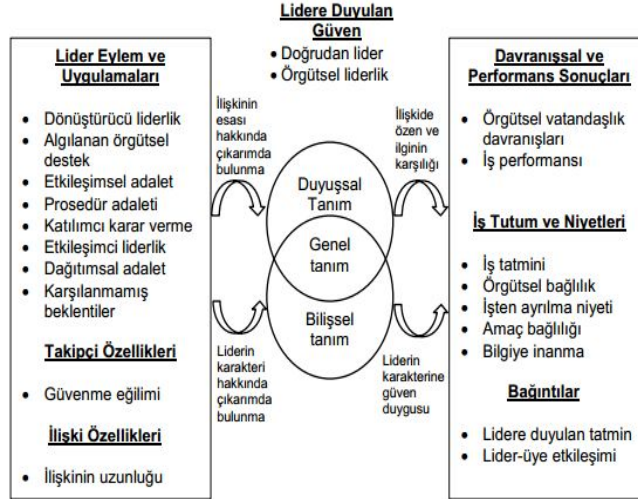 Lidere Duyulan
Güven
• Doğrudan lider
• Örgütsel liderlik
Lider Eylem ve
Uygulamaları
• Dönüştürücü liderlik
• Algılanan örgütsel
destek
• Etkileşimsel adalet
• Prosedür adaleti
• Katılımcı karar verme
• Etkileşimci liderlik
• Dağıtımsal adalet
• Karşılanmamış
beklentiler
Takipçi Özellikleri
• Güvenme eğilimi
İlişki Özellikleri
• İlişkinin uzunluğu
İlişkinin
esası
hakkında
çıkarımda
bulunma
Liderin
karakteri
hakkında
çıkarımda
bulunma
Duyuşsal
Tanım
Genel
tanım
Bilişsel
tanım
İlişkide
özen ve
ilginin
karşılığı
Liderin
karakterine
güven
duygusu
Davranışsal ve
Performans Sonuçları
• Örgütsel vatandaşlık
davranışları
• İş performansı
İş Tutum ve Niyetleri
• İş tatmini
• Örgütsel bağlılık
• İşten ayrılma niyeti
• Amaç bağlılığı
• Bilgiye inanma
Bağıntılar
• Lidere duyulan tatmin
• Lider-üye etkileşimi